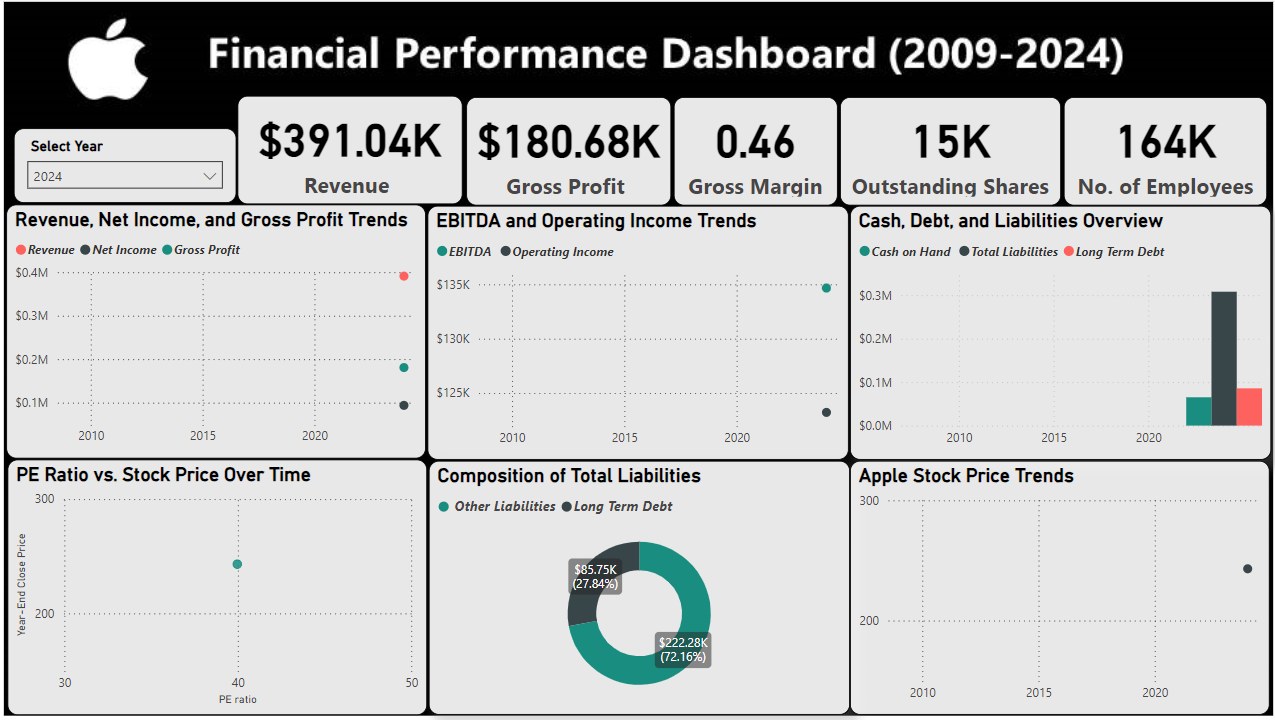 Financial Performance Dashboard (2009-2024)
Select Year
2024
$391.04K
Revenue
$180.68K
Gross Profit
0.46
Gross Margin
15K
Outstanding Shares
164K
No. of Employees
Revenue, Net Income, and Gross Profit Trends
Revenue Net Income Gross Profit
$0.4M
$0.3M
$0.2M
$0.1M
2010 2015 2020
EBITDA and Operating Income Trends
EBITDA Operating Income
$135K
$130K
$125K
2010 2015 2020
Cash, Debt, and Liabilities Overview
Cash on Hand Total Liabilities Long Term Debt
$0.3M
$0.2M
$0.1M
$0.0M
2010 2015 2020
PE Ratio vs. Stock Price Over Time
Year-End Close Price
300
200
30 40 50
PE ratio
Composition of Total Liabilities
Other Liabilities Long Term Debt
$85.75K
(27.84%)
$222.28K
(72.16%)
Apple Stock Price Trends
300
200
2010 2015 2020